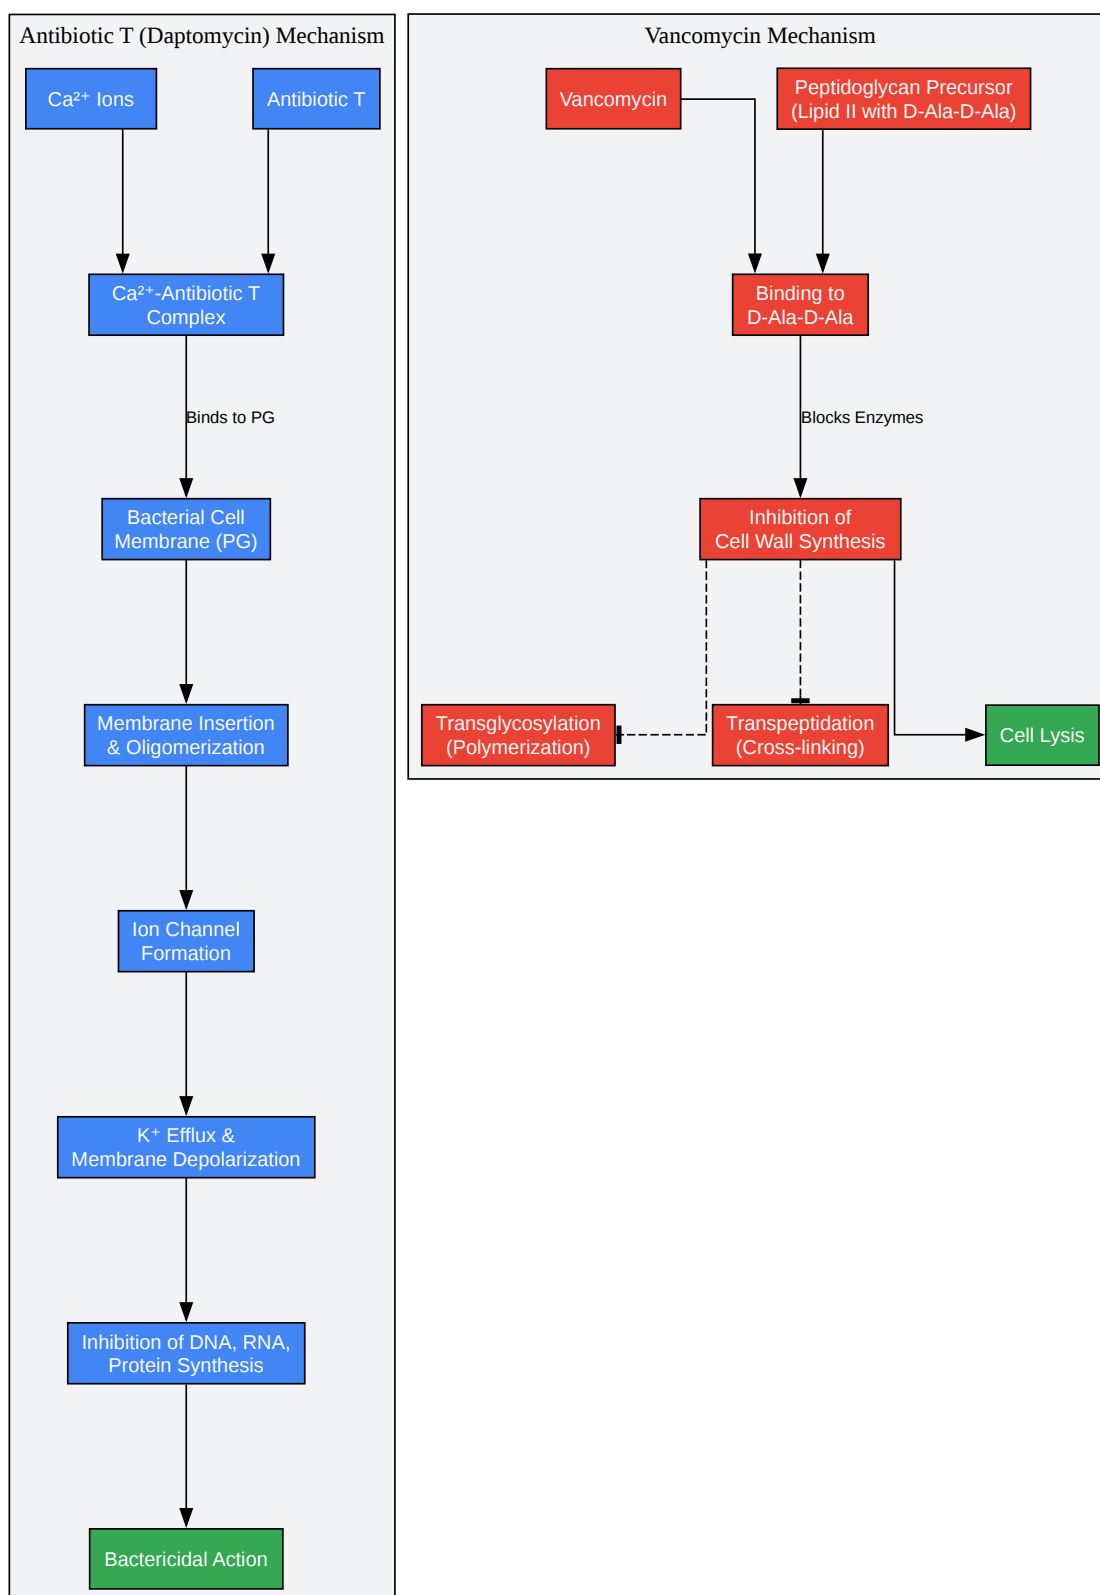 Antibiotic T (Daptomycin) Mechanism
Ca²⁺ Ions
Antibiotic T
Ca²⁺-Antibiotic T
Complex
Binds to PG
Bacterial Cell
Membrane (PG)
Membrane Insertion
& Oligomerization
Ion Channel
Formation
K⁺ Efflux &
Membrane Depolarization
Inhibition of DNA, RNA,
Protein Synthesis
Bactericidal Action
Vancomycin Mechanism
Vancomycin
Peptidoglycan Precursor
(Lipid II with D-Ala-D-Ala)
Binding to
D-Ala-D-Ala
Blocks Enzymes
Inhibition of
Cell Wall Synthesis
Transglycosylation
(Polymerization)
Transpeptidation
(Cross-linking)
Cell Lysis